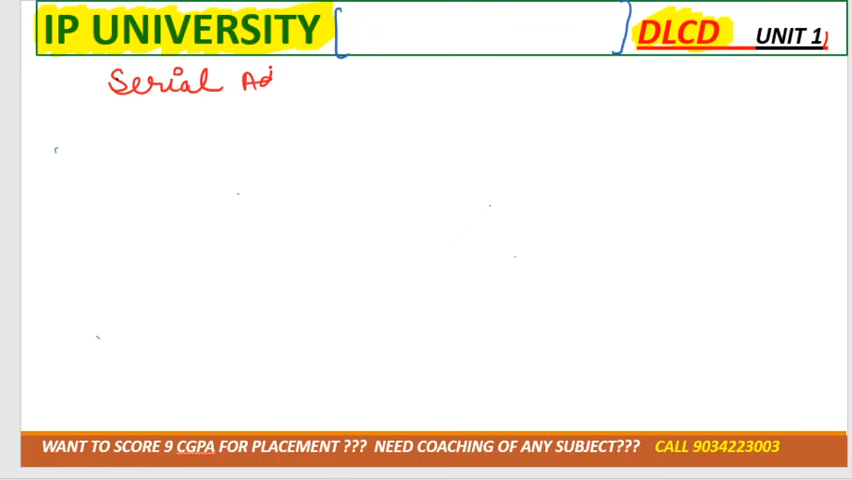 IP UNIVERSITY DLCD UNIT 1
Serial Ad
WANT TO SCORE 9 CGPA FOR PLACEMENT ??? NEED COACHING OF ANY SUBJECT??? CALL 9034223003